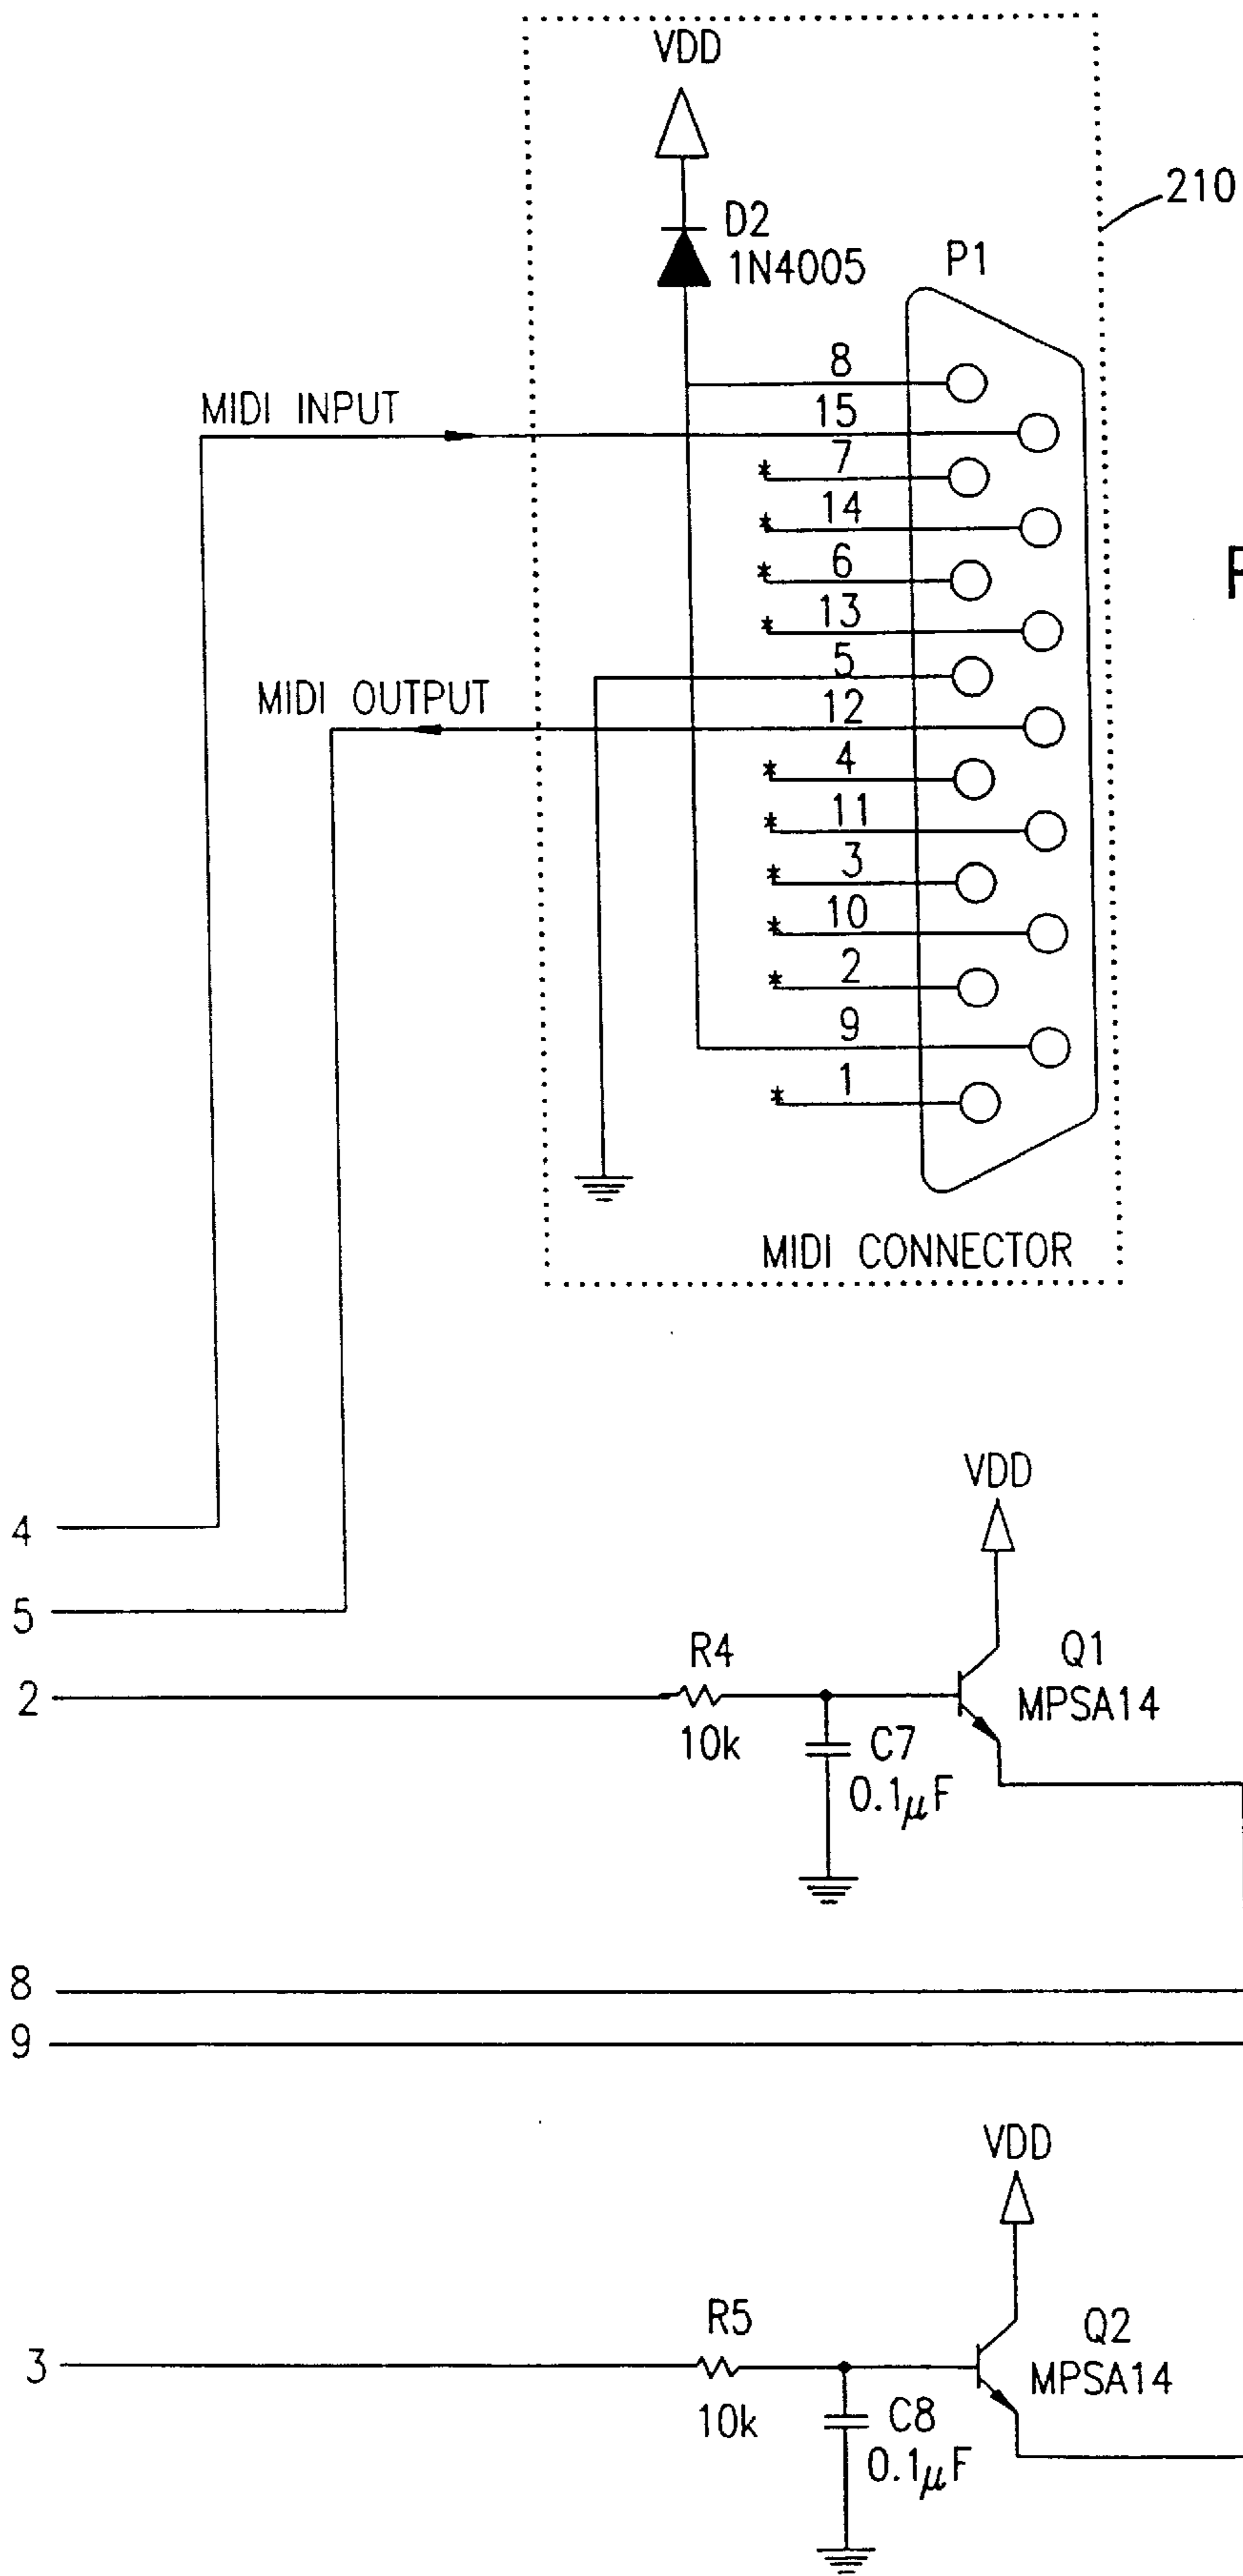 VDD
210
D2
1N4005
P1
8
MIDI INPUT
15
* 7
* 14
* 6
* 13
5
MIDI OUTPUT
12
* 4
* 11
* 3
* 10
* 2
9
* 1
MIDI CONNECTOR
4
5
VDD
2
R4
10k
C7
0.1μF
Q1
MPSA14
8
9
VDD
3
R5
10k
C8
0.1μF
Q2
MPSA14